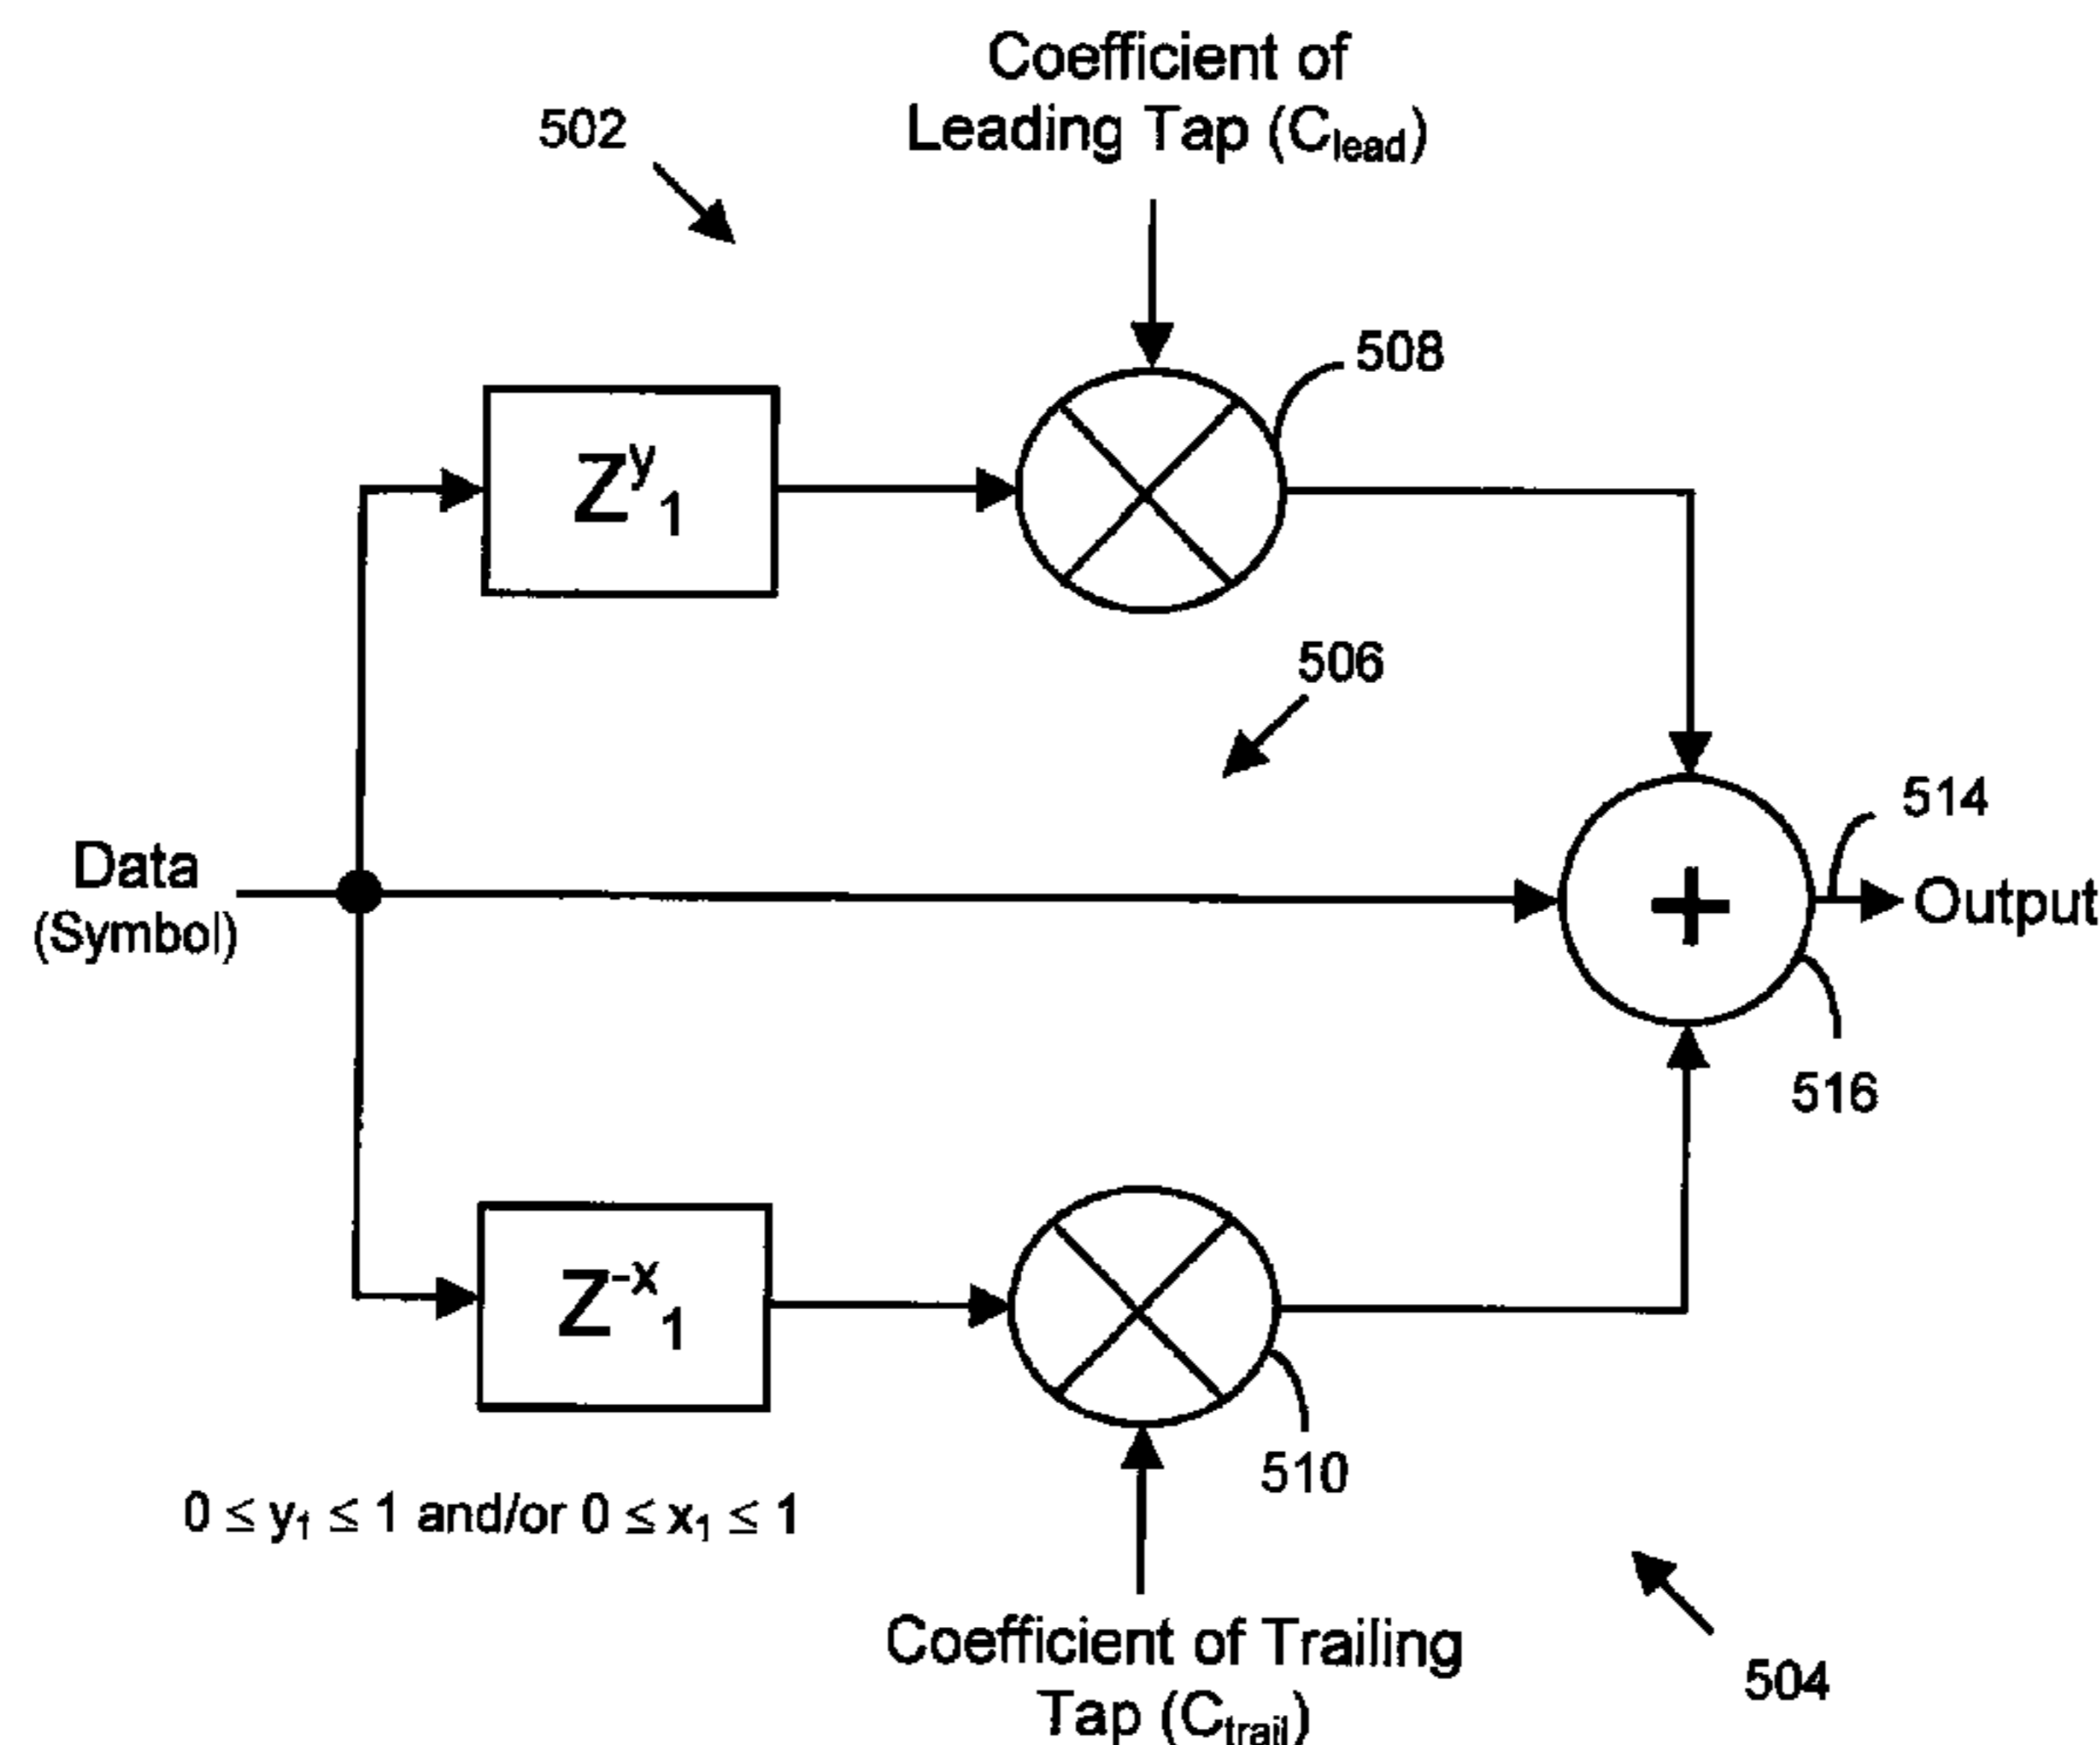 Coefficient of
Leading Tap (Clead)
502
508
Zy1
506
514
Data
(Symbol)
+
Output
516
Z-x1
510
0 ≤ y1 ≤ 1 and/or 0 ≤ x1 ≤ 1
Coefficient of Trailing
Tap (Ctrail)
504